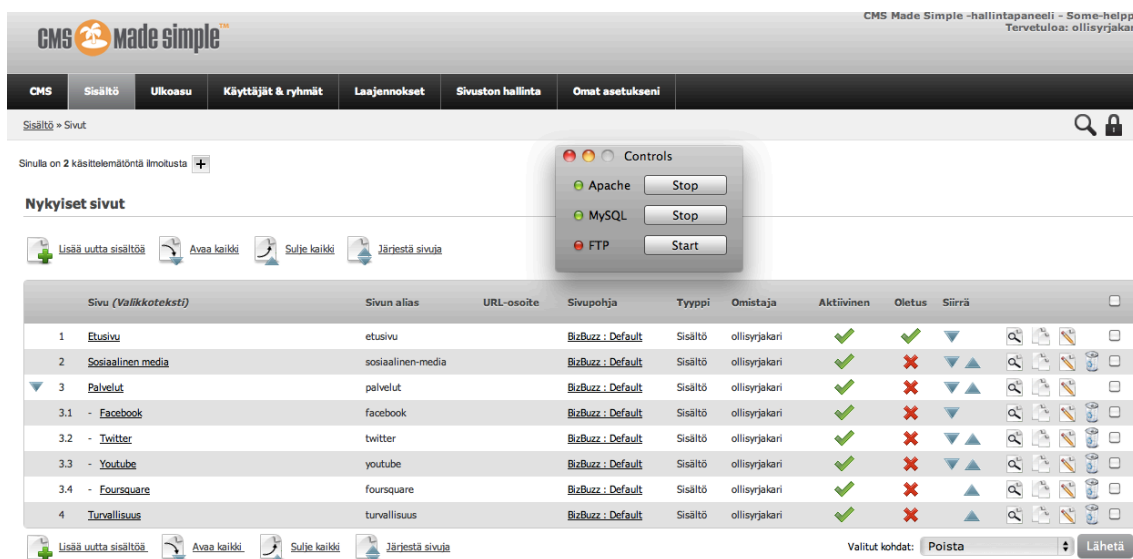 CMS Made Simple -hallintapaneeli - Some-helpp
Tervetuloa: ollisyrjakar
CMS made simple™
CMS Sisältö Ulkoasu Käyttäjät & ryhmät Laajennokset Sivuston hallinta Omat asetukseni
Sisältö » Sivut
Sinulla on 2 käsittelemätöntä ilmoitusta
Controls
Apache Stop
MySQL Stop
FTP Start
Nykyiset sivut
Lisää uutta sisältöä Avaa kaikki Sulje kaikki Järjestä sivuja
Sivu (Valikkoteksti) Sivun alias URL-osoite Sivupohja Tyyppi Omistaja Aktiivinen Oletus Siirrä
1 Etusivu etusivu BizBuzz : Default Sisältö ollisyrjakari
2 Sosiaalinen media sosiaalinen-media BizBuzz : Default Sisältö ollisyrjakari
3 Palvelut palvelut BizBuzz : Default Sisältö ollisyrjakari
3.1 - Facebook facebook BizBuzz : Default Sisältö ollisyrjakari
3.2 - Twitter twitter BizBuzz : Default Sisältö ollisyrjakari
3.3 - Youtube youtube BizBuzz : Default Sisältö ollisyrjakari
3.4 - Foursquare foursquare BizBuzz : Default Sisältö ollisyrjakari
4 Turvallisuus turvallisuus BizBuzz : Default Sisältö ollisyrjakari
Lisää uutta sisältöä Avaa kaikki Sulje kaikki Järjestä sivuja Valitut kohdat: Poista Lähetä